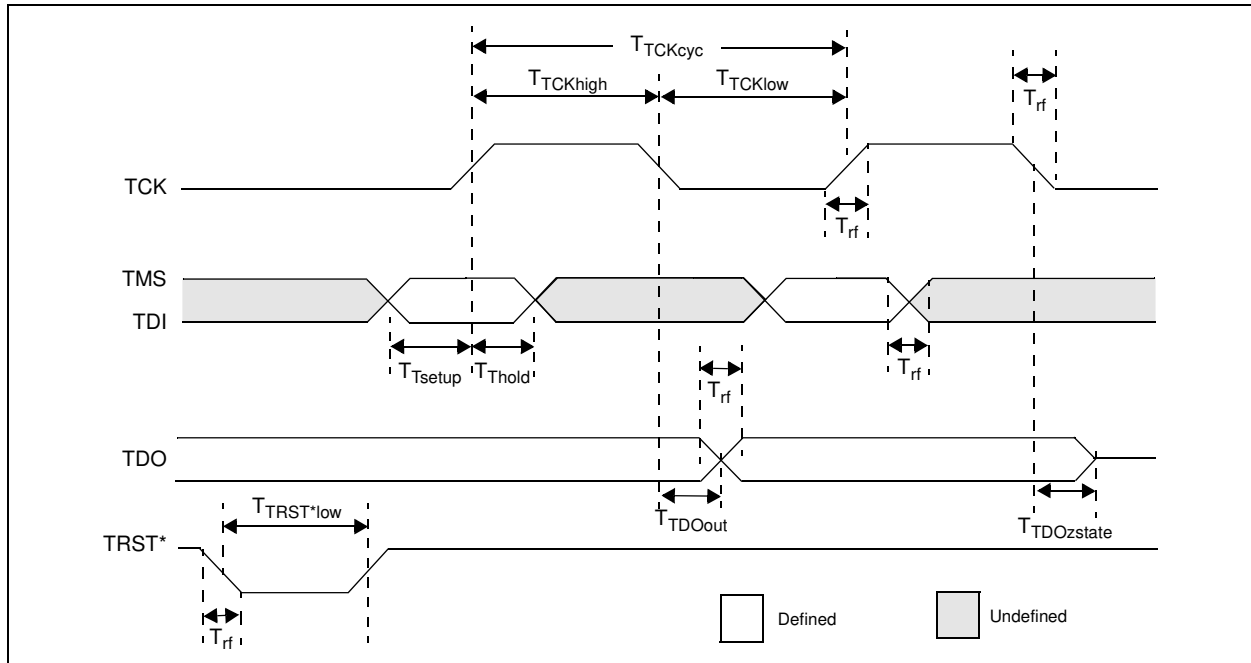 TTCKcyc
TTCKhigh
TTCKlow
Trf
TCK
Trf
TMS
TDI
TTsetup
TThold
Trf
Trf
TDO
TTDOout
TTDOzstate
TTRST*low
TRST*
Trf
Defined
Undefined